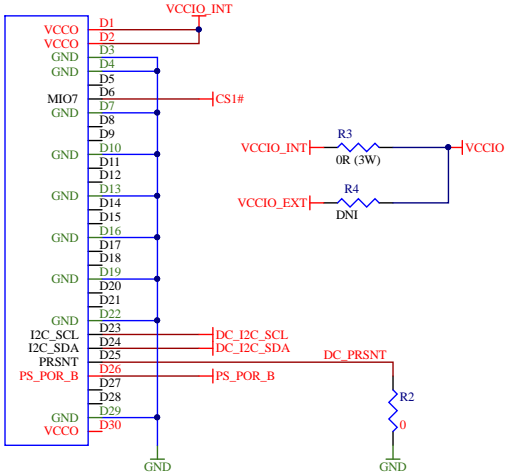 VCCIO_INT
VCCO D1
VCCO D2
GND D3
GND D4
D5
MIO7 D6 CS1#
GND D7
D8
D9
GND D10
D11
D12
GND D13
D14
D15
GND D16
D17
D18
GND D19
D20
D21
GND D22
I2C_SCL D23 DC_I2C_SCL
I2C_SDA D24 DC_I2C_SDA
PRSNT D25 DC_PRSNT
PS_POR_B D26 PS_POR_B
D27
D28
GND D29
VCCO D30
GND
R3
VCCIO_INT VCCIO
0R (3W)
R4
VCCIO_EXT
DNI
R2
0
GND